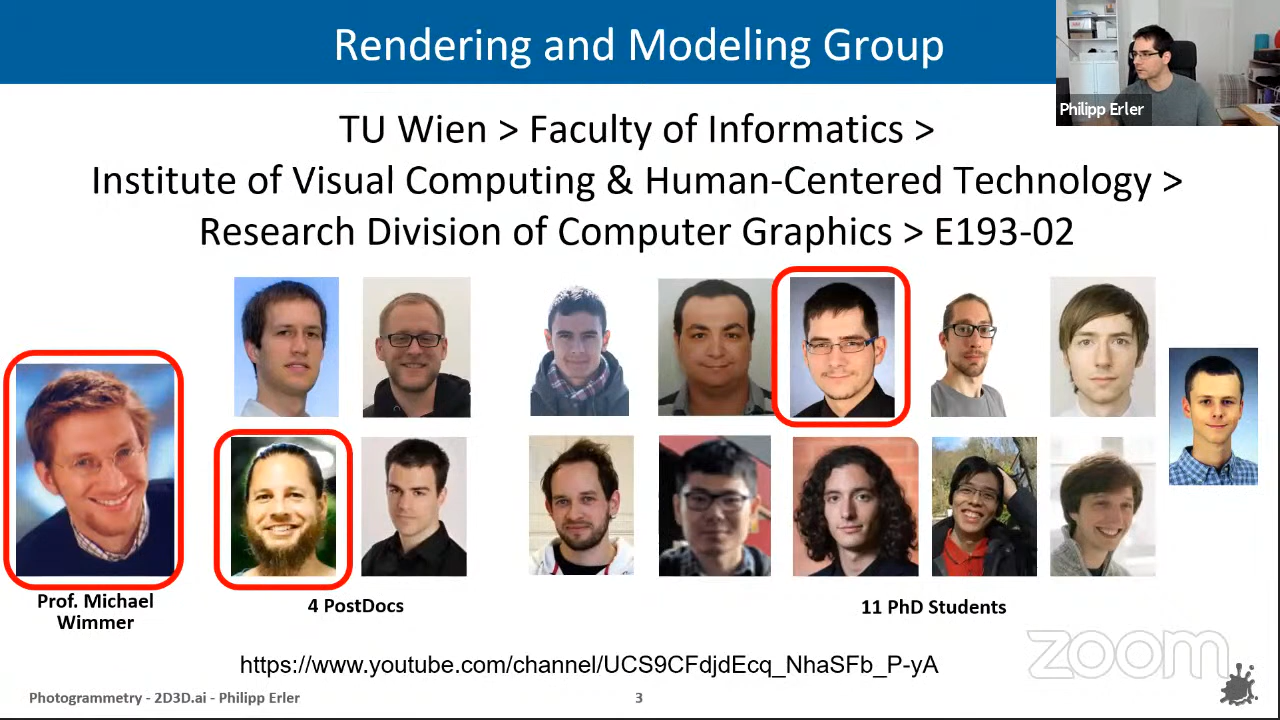 Rendering and Modeling Group
Philipp Erler
TU Wien > Faculty of Informatics >
Institute of Visual Computing & Human-Centered Technology >
Research Division of Computer Graphics > E193-02
Prof. Michael
Wimmer
4 PostDocs
11 PhD Students
https://www.youtube.com/channel/UCS9CFdjdEcq_NhaSFb_P-yA
zoom
Photogrammetry - 2D3D.ai - Philipp Erler
3